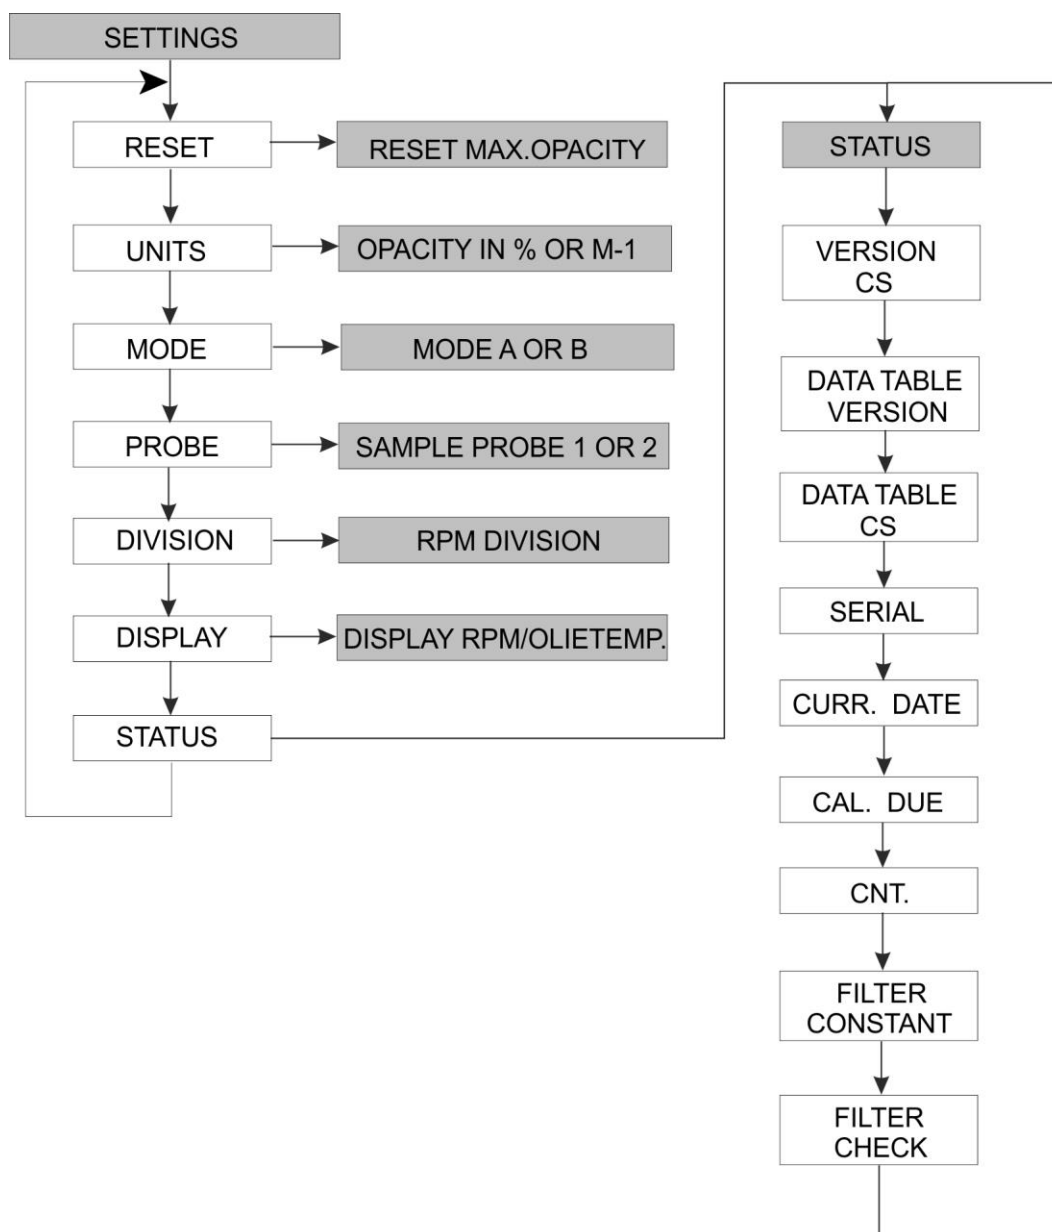 SETTINGS
RESET
RESET MAX.OPACITY
UNITS
OPACITY IN % OR M-1
MODE
MODE A OR B
PROBE
SAMPLE PROBE 1 OR 2
DIVISION
RPM DIVISION
DISPLAY
DISPLAY RPM/OLIETEMP.
STATUS
STATUS
VERSION
CS
DATA TABLE
VERSION
DATA TABLE
CS
SERIAL
CURR. DATE
CAL. DUE
CNT.
FILTER
CONSTANT
FILTER
CHECK